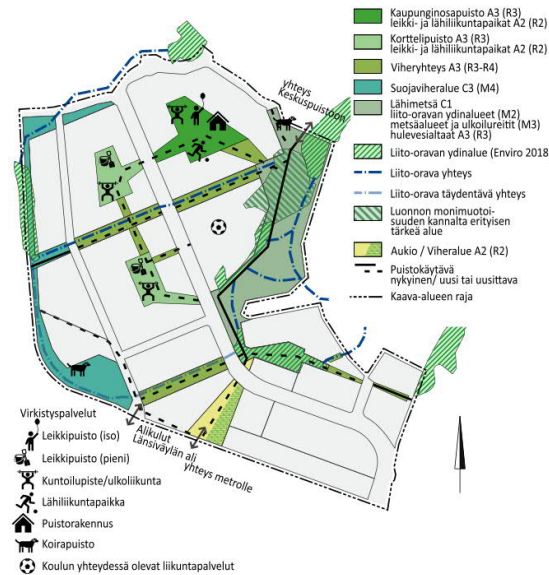 Kaupunginosapuisto A3 (R3)
leikki- ja lähiliikuntapaikat A2 (R2)
Korttelipuisto A3 (R3)
leikki- ja lähiliikuntapaikat A2 (R2)
Viheryhteys A3 (R3-R4)
Suojaviheralue C3 (M4)
Lähimetsä C1
liito-oravan ydinalueet (M2)
metsäalueet ja ulkoilureitit (M3)
hulevesialtaat A3 (R3)
Liito-oravan ydinalue (Enviro 2018
Liito-orava yhteys
Liito-orava täydentävä yhteys
Luonnon monimuotoi-
suuden kannalta erityisen
tärkeä alue
Aukio / Viheralue A2 (R2)
Puistokäytävä
nykyinen/ uusi tai uusittava
Kaava-alueen raja
yhteys
Keskuspuistoon
Alikulut
Länsiväylän ali
yhteys metrolle
Virkistyspalvelut
Leikkipuisto (iso)
Leikkipuisto (pieni)
Kuntoilupiste/ulkoliikunta
Lähiliikuntapaikka
Puistorakennus
Koirapuisto
Koulun yhteydessä olevat liikuntapalvelut